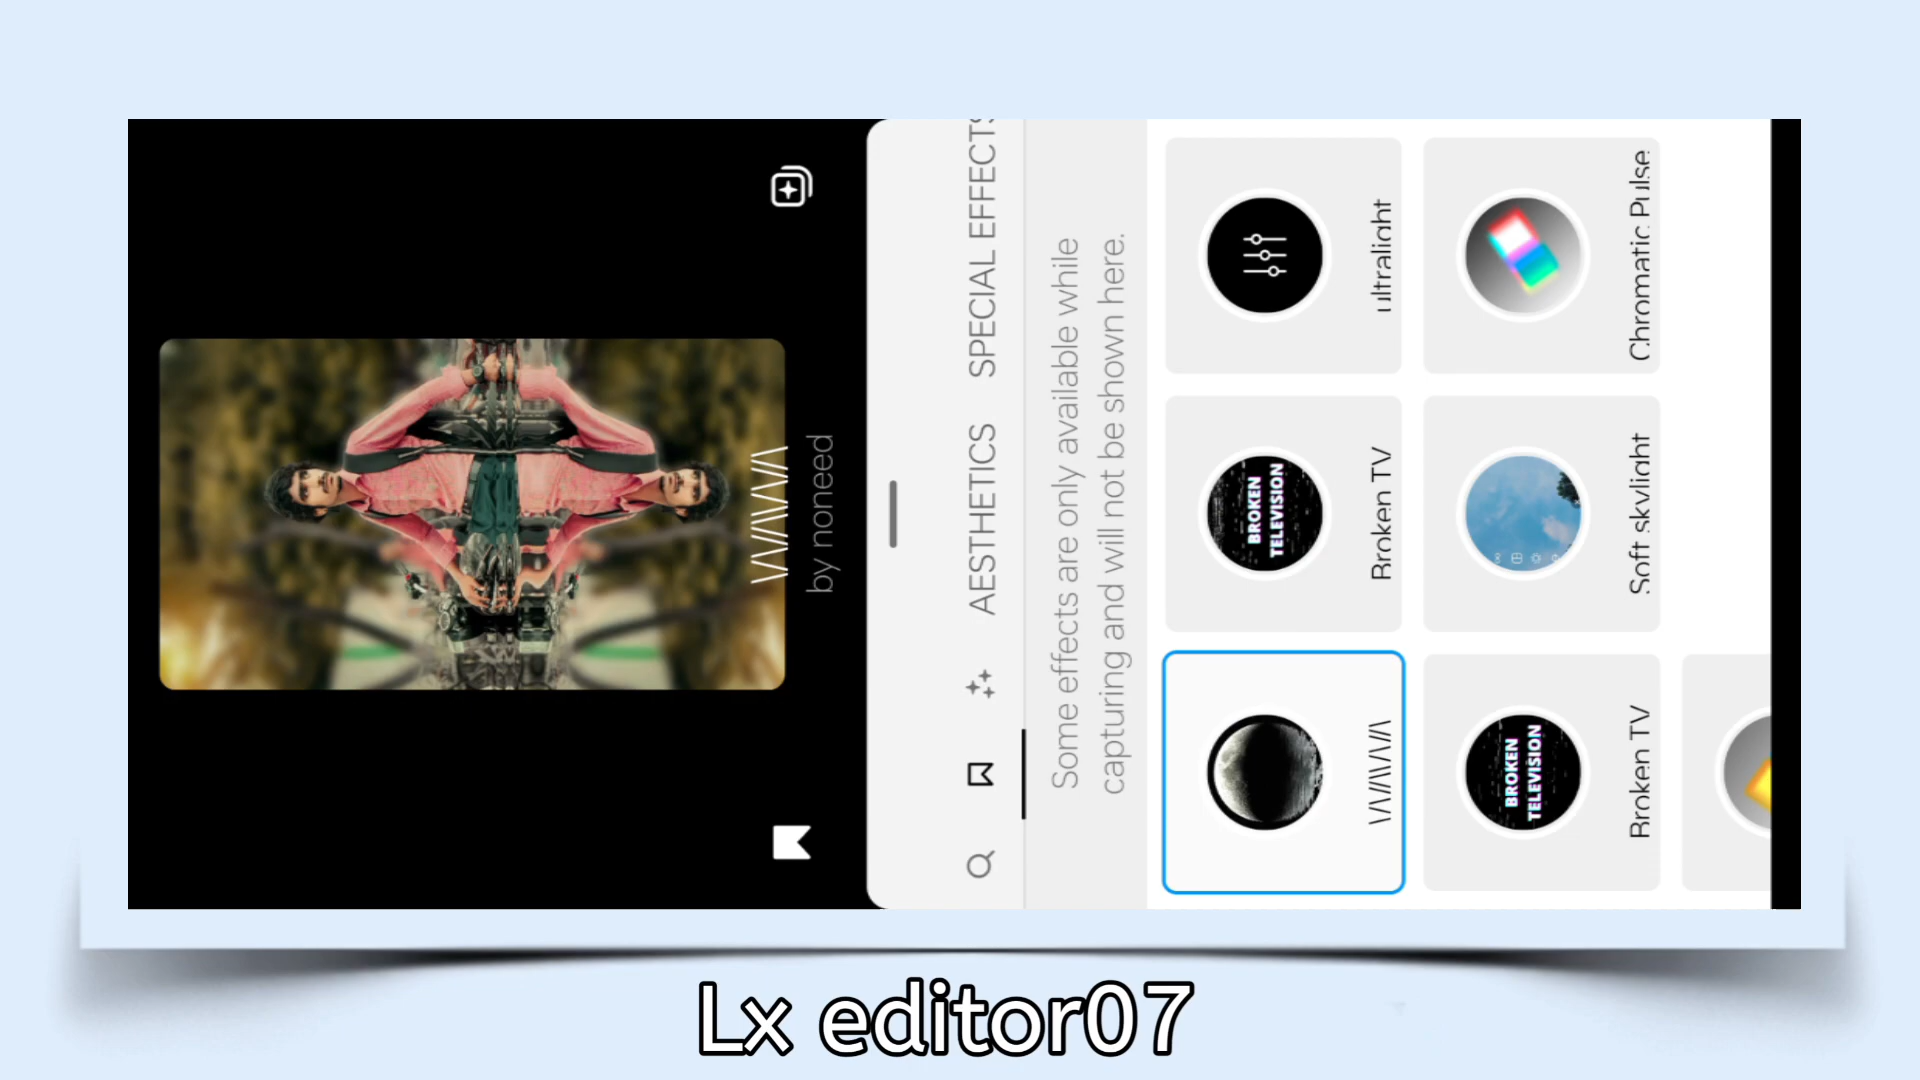 \/\//\\//\\//\
by noneed
AESTHETICS
SPECIAL EFFECTS
Some effects are only available while
capturing and will not be shown here.
\/\//\\//\\//\
Broken TV
ultralight
BROKEN
TELEVISION
Broken TV
Soft skylight
Chromatic Pulse
BROKEN
TELEVISION
Lx editor07